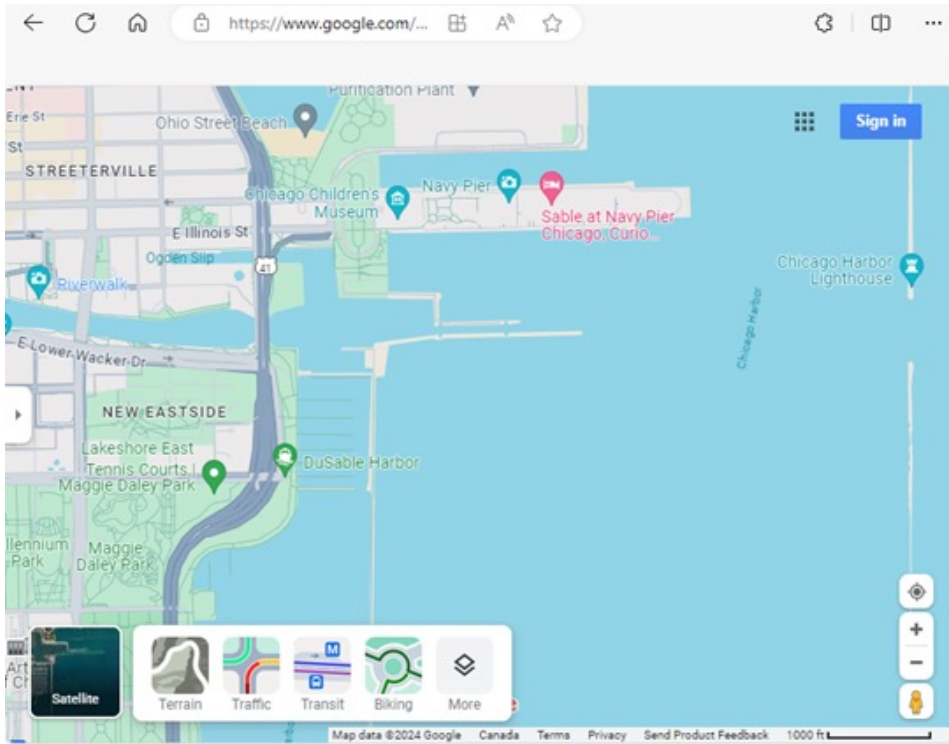 https://www.google.com/...
Purification Plant
Erie St
Ohio Street Beach
St
Sign in
STREETERVILLE
Navy Pier
Chicago Children's
Museum
Sable at Navy Pier
Chicago, Curio...
E Illinois St
Ogden Slip
41
Chicago Harbor
Lighthouse
Riverwalk
Chicago Harbor
E Lower Wacker Dr
NEW EASTSIDE
Lakeshore East
Tennis Courts |
Maggie Daley Park
DuSable Harbor
llennium
Park
Maggie
Daley Park
Art
f Ch
Satellite
Terrain
Traffic
M
Transit
Biking
More
Map data ©2024 Google Canada Terms Privacy Send Product Feedback 1000 ft